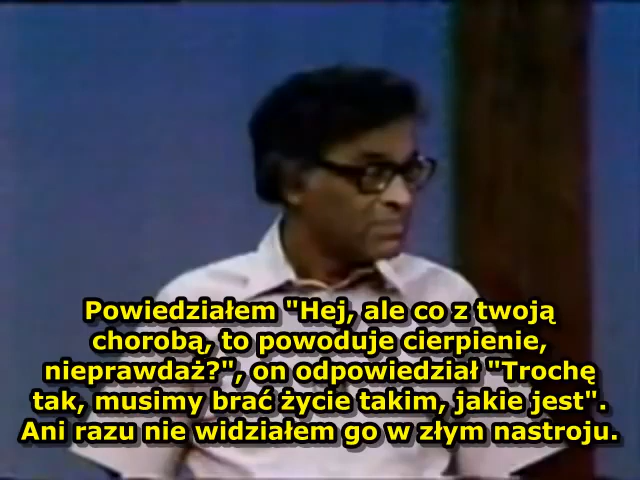 Powiedziałem "Hej, ale co z twoją
chorobą, to powoduje cierpienie,
nieprawdaż?", on odpowiedział "Trochę
tak, musimy brać życie takim, jakie jest".
Ani razu nie widziałem go w złym nastroju.